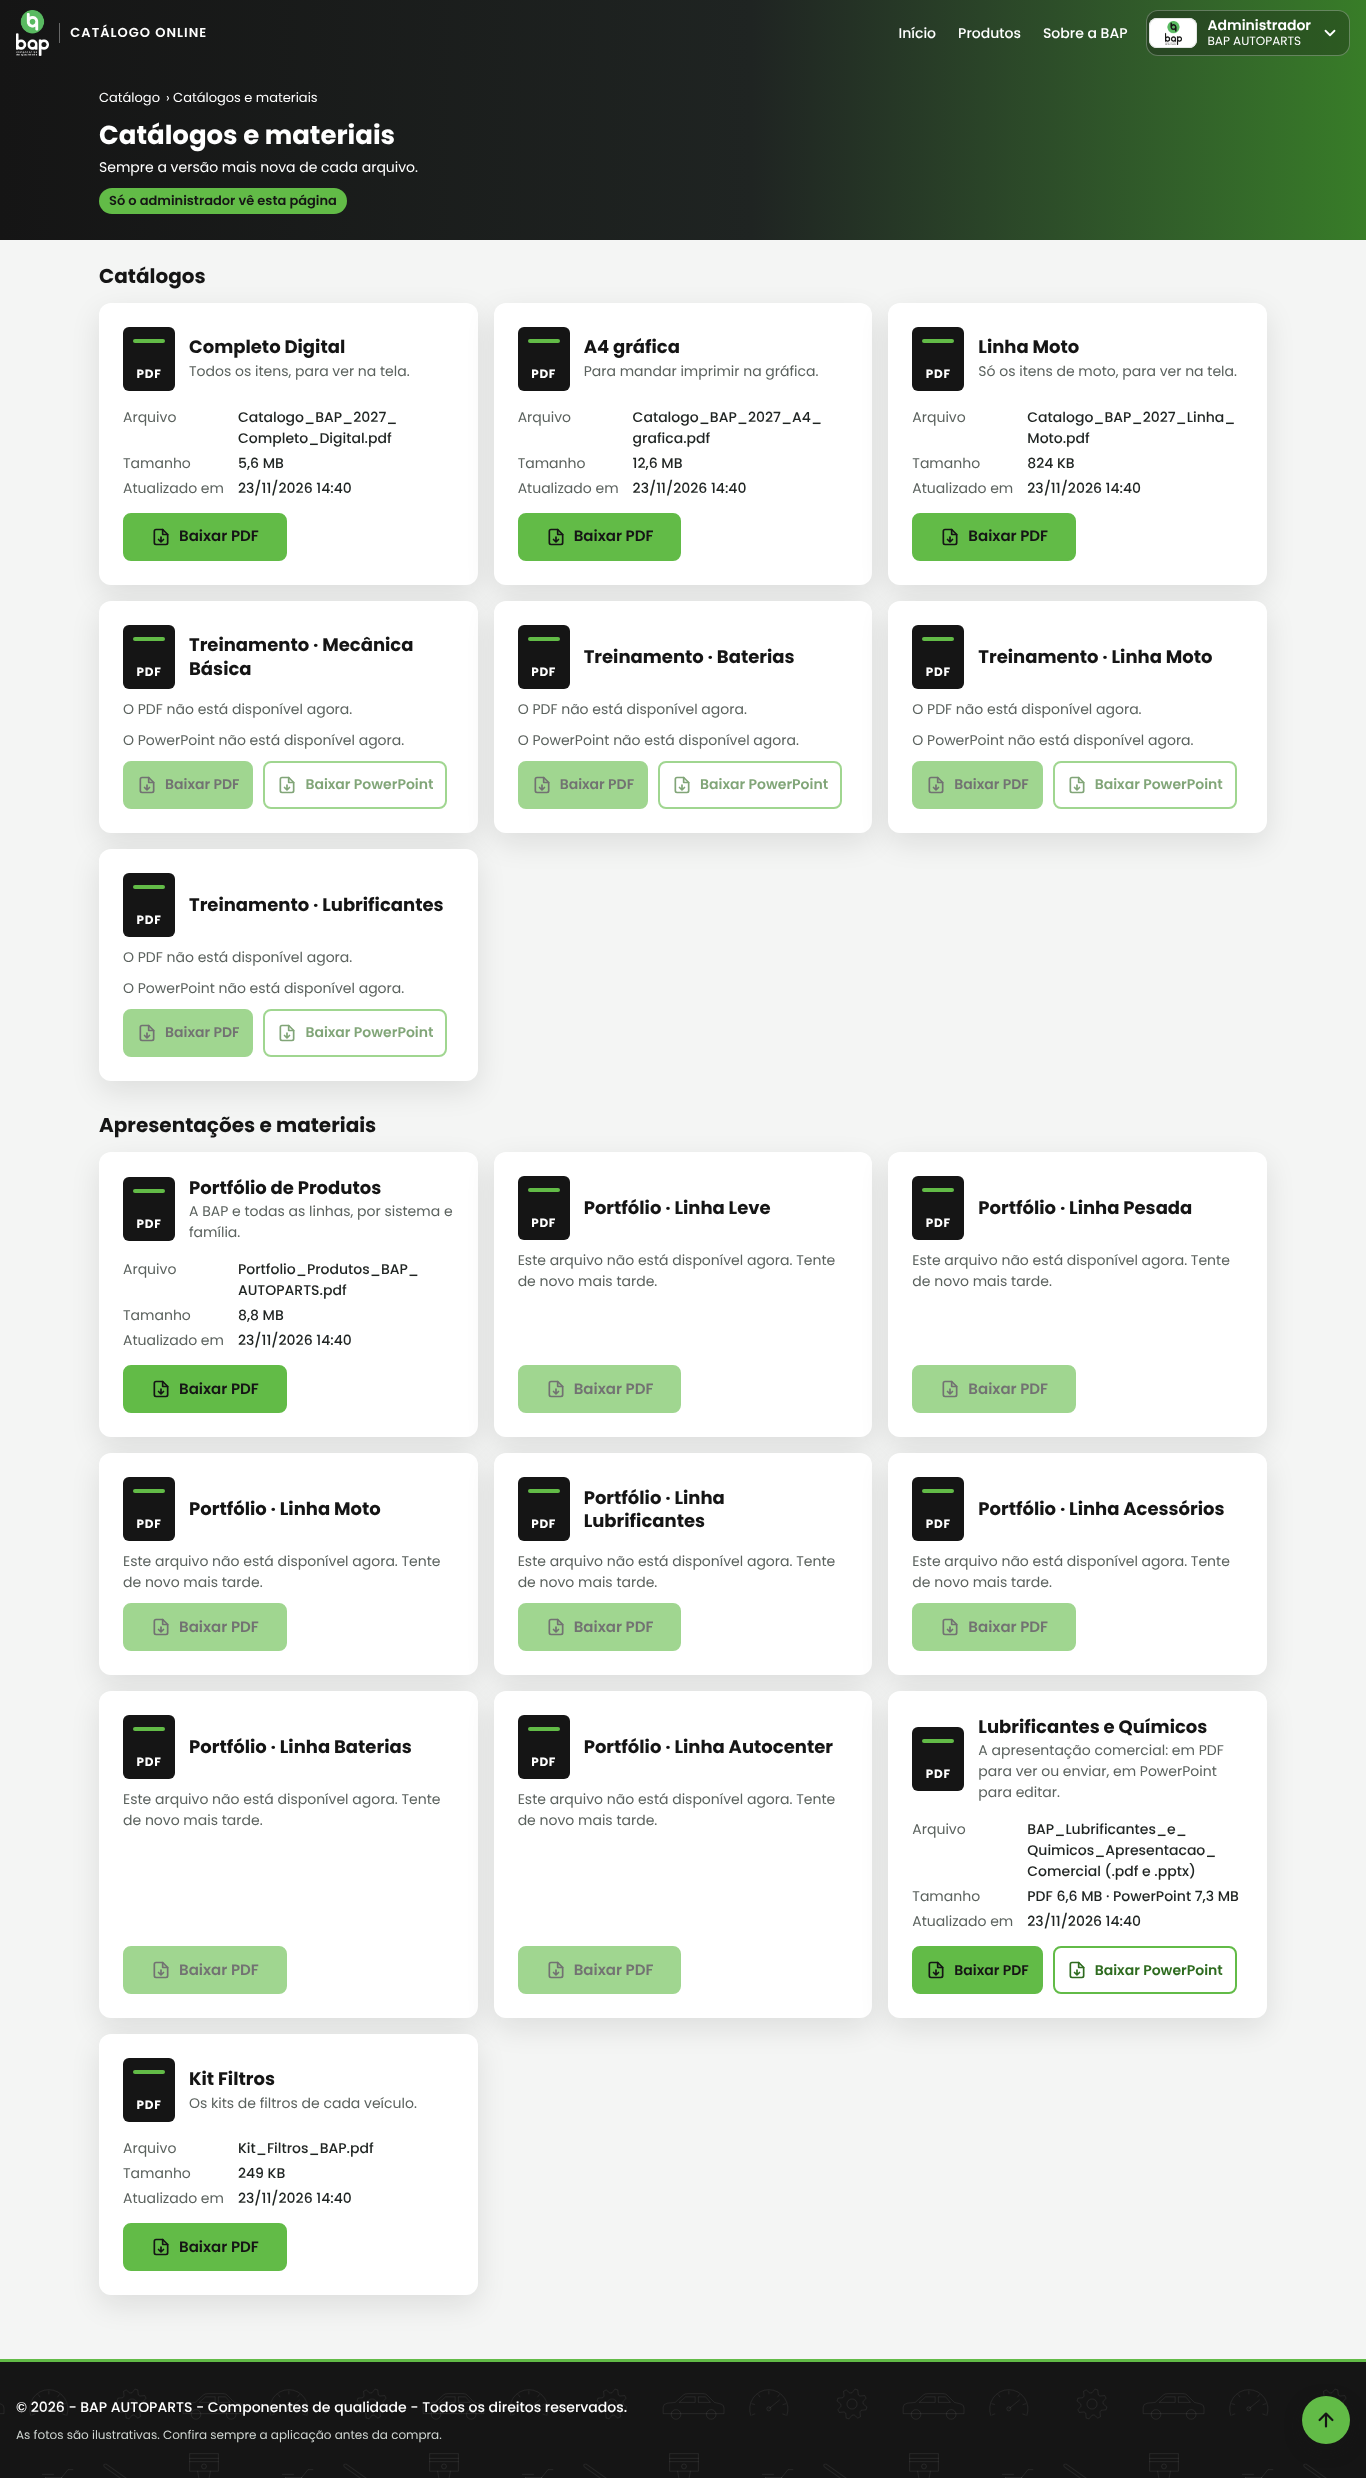 bap
CATÁLOGO ONLINE
Início
Produtos
Sobre a BAP
bap
Administrador
BAP AUTOPARTS
Catálogo › Catálogos e materiais
Catálogos e materiais
Sempre a versão mais nova de cada arquivo.
Só o administrador vê esta página
Catálogos
PDF
Completo Digital
Todos os itens, para ver na tela.
Arquivo
Catalogo_BAP_2027_
Completo_Digital.pdf
Tamanho
5,6 MB
Atualizado em
23/11/2026 14:40
Baixar PDF
PDF
A4 gráfica
Para mandar imprimir na gráfica.
Arquivo
Catalogo_BAP_2027_A4_
grafica.pdf
Tamanho
12,6 MB
Atualizado em
23/11/2026 14:40
Baixar PDF
PDF
Linha Moto
Só os itens de moto, para ver na tela.
Arquivo
Catalogo_BAP_2027_Linha_
Moto.pdf
Tamanho
824 KB
Atualizado em
23/11/2026 14:40
Baixar PDF
PDF
Treinamento · Mecânica
Básica
O PDF não está disponível agora.
O PowerPoint não está disponível agora.
Baixar PDF
Baixar PowerPoint
PDF
Treinamento · Baterias
O PDF não está disponível agora.
O PowerPoint não está disponível agora.
Baixar PDF
Baixar PowerPoint
PDF
Treinamento · Linha Moto
O PDF não está disponível agora.
O PowerPoint não está disponível agora.
Baixar PDF
Baixar PowerPoint
PDF
Treinamento · Lubrificantes
O PDF não está disponível agora.
O PowerPoint não está disponível agora.
Baixar PDF
Baixar PowerPoint
Apresentações e materiais
PDF
Portfólio de Produtos
A BAP e todas as linhas, por sistema e
família.
Arquivo
Portfolio_Produtos_BAP_
AUTOPARTS.pdf
Tamanho
8,8 MB
Atualizado em
23/11/2026 14:40
Baixar PDF
PDF
Portfólio · Linha Leve
Este arquivo não está disponível agora. Tente
de novo mais tarde.
Baixar PDF
PDF
Portfólio · Linha Pesada
Este arquivo não está disponível agora. Tente
de novo mais tarde.
Baixar PDF
PDF
Portfólio · Linha Moto
Este arquivo não está disponível agora. Tente
de novo mais tarde.
Baixar PDF
PDF
Portfólio · Linha
Lubrificantes
Este arquivo não está disponível agora. Tente
de novo mais tarde.
Baixar PDF
PDF
Portfólio · Linha Acessórios
Este arquivo não está disponível agora. Tente
de novo mais tarde.
Baixar PDF
PDF
Portfólio · Linha Baterias
Este arquivo não está disponível agora. Tente
de novo mais tarde.
Baixar PDF
PDF
Portfólio · Linha Autocenter
Este arquivo não está disponível agora. Tente
de novo mais tarde.
Baixar PDF
PDF
Lubrificantes e Químicos
A apresentação comercial: em PDF
para ver ou enviar, em PowerPoint
para editar.
Arquivo
BAP_Lubrificantes_e_
Quimicos_Apresentacao_
Comercial (.pdf e .pptx)
Tamanho
PDF 6,6 MB · PowerPoint 7,3 MB
Atualizado em
23/11/2026 14:40
Baixar PDF
Baixar PowerPoint
PDF
Kit Filtros
Os kits de filtros de cada veículo.
Arquivo
Kit_Filtros_BAP.pdf
Tamanho
249 KB
Atualizado em
23/11/2026 14:40
Baixar PDF
© 2026 - BAP AUTOPARTS - Componentes de qualidade - Todos os direitos reservados.
As fotos são ilustrativas. Confira sempre a aplicação antes da compra.